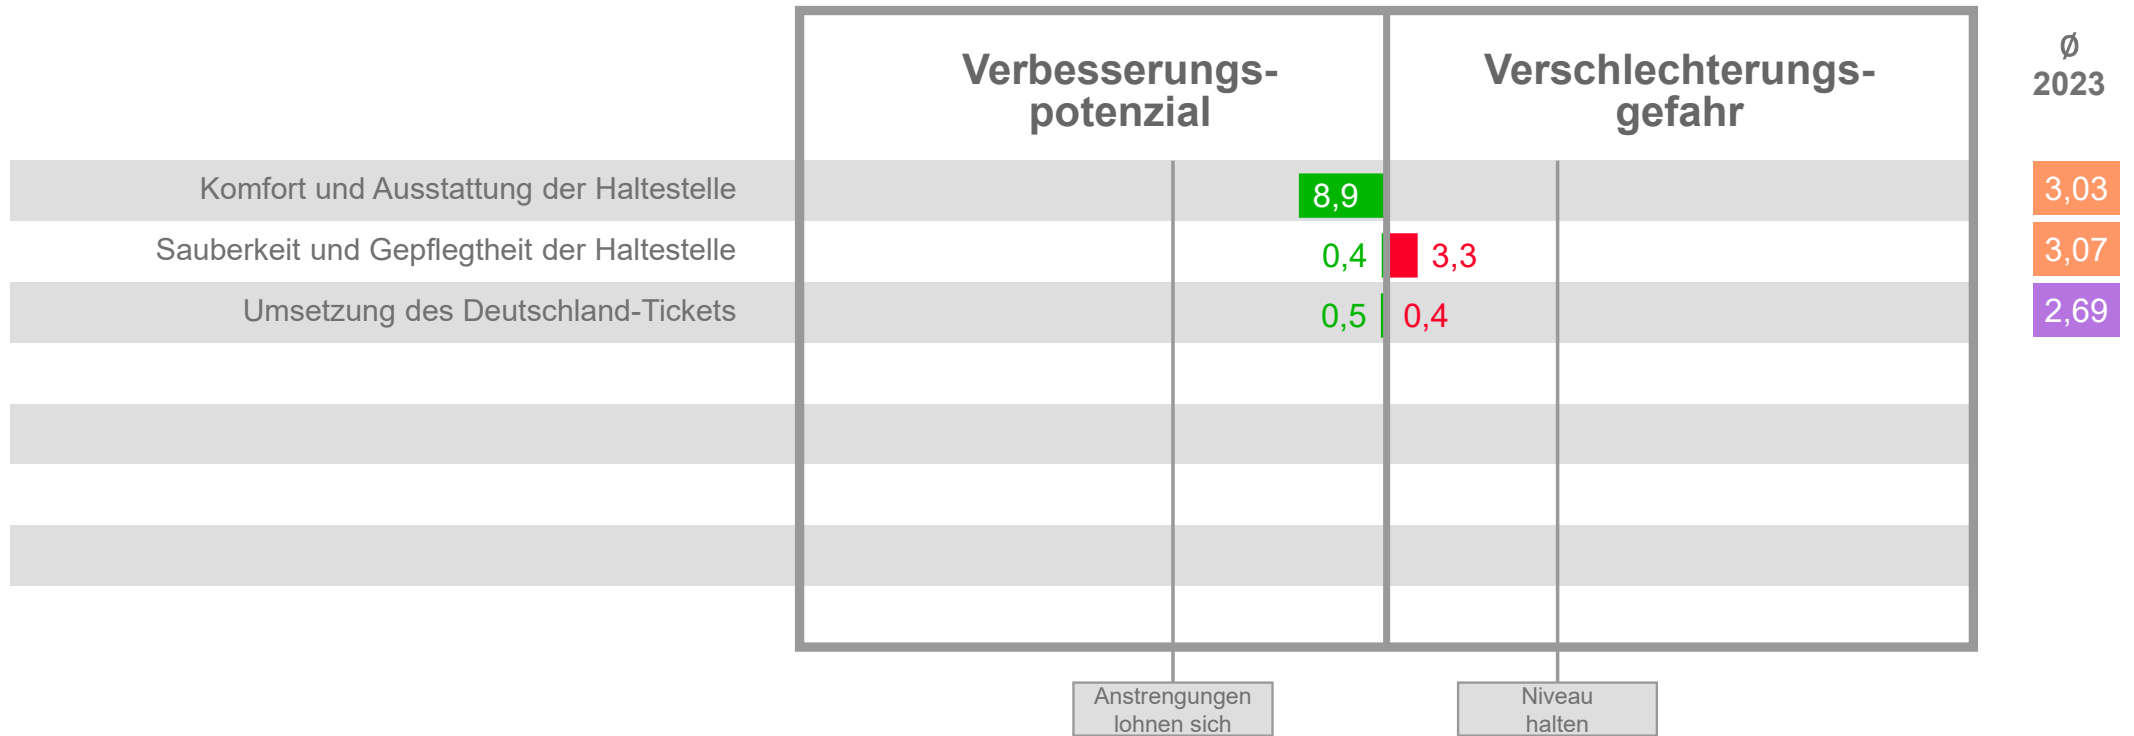 Verbesserungs-
potenzial
Verschlechterungs-
gefahr
Ø
2023
Komfort und Ausstattung der Haltestelle
8,9
3,03
Sauberkeit und Gepflegtheit der Haltestelle
0,4
3,3
3,07
Umsetzung des Deutschland-Tickets
0,5
0,4
2,69
Anstrengungen
lohnen sich
Niveau
halten